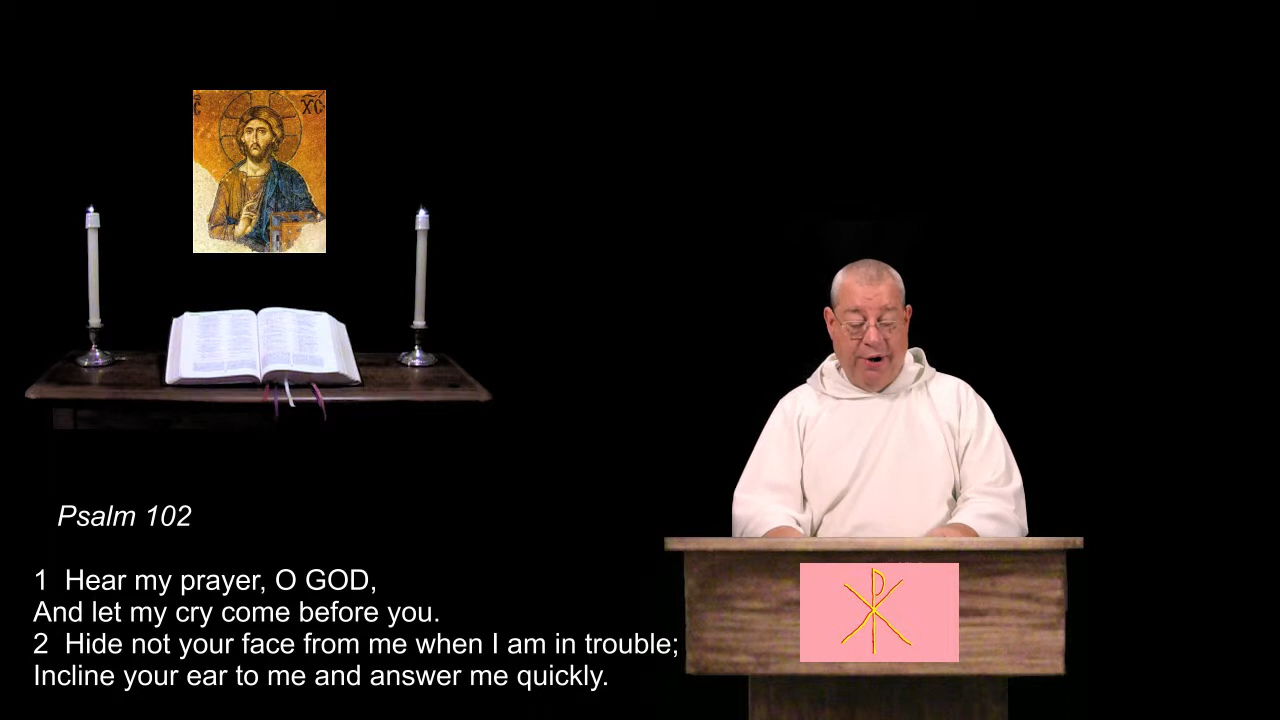 XC
Psalm 102
1 Hear my prayer, O GOD,
And let my cry come before you.
2 Hide not your face from me when I am in trouble;
Incline your ear to me and answer me quickly.